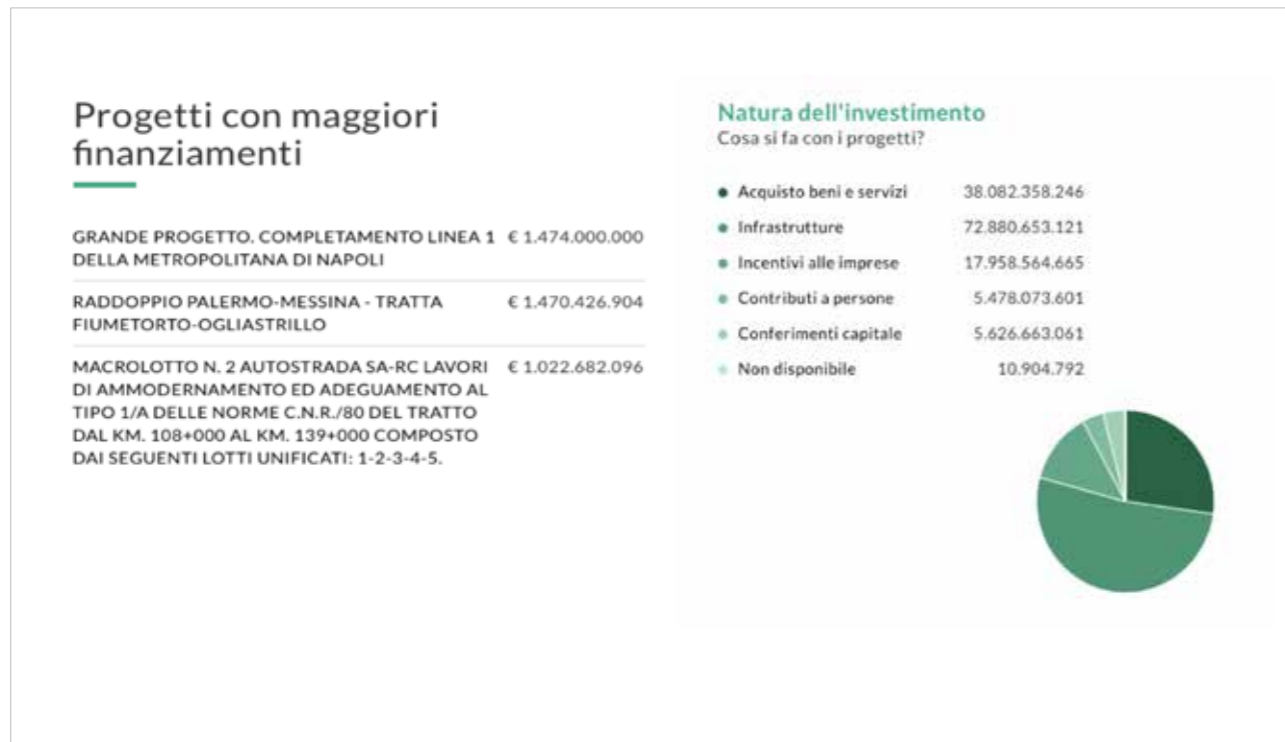 Progetti con maggiori
finanziamenti
GRANDE PROGETTO. COMPLETAMENTO LINEA 1 € 1.474.000.000
DELLA METROPOLITANA DI NAPOLI
RADDOPPIO PALERMO-MESSINA - TRATTA € 1.470.426.904
FIUMETORTO-OGLIASTRILLO
MACROLOTTO N. 2 AUTOSTRADA SA-RC LAVORI € 1.022.682.096
DI AMMODERNAMENTO ED ADEGUAMENTO AL
TIPO 1/A DELLE NORME C.N.R./80 DEL TRATTO
DAL KM. 108+000 AL KM. 139+000 COMPOSTO
DAI SEGUENTI LOTTI UNIFICATI: 1-2-3-4-5.
Natura dell'investimento
Cosa si fa con i progetti?
Acquisto beni e servizi 38.082.358.246
Infrastrutture 72.880.653.121
Incentivi alle imprese 17.958.564.665
Contributi a persone 5.478.073.601
Conferimenti capitale 5.626.663.061
Non disponibile 10.904.792